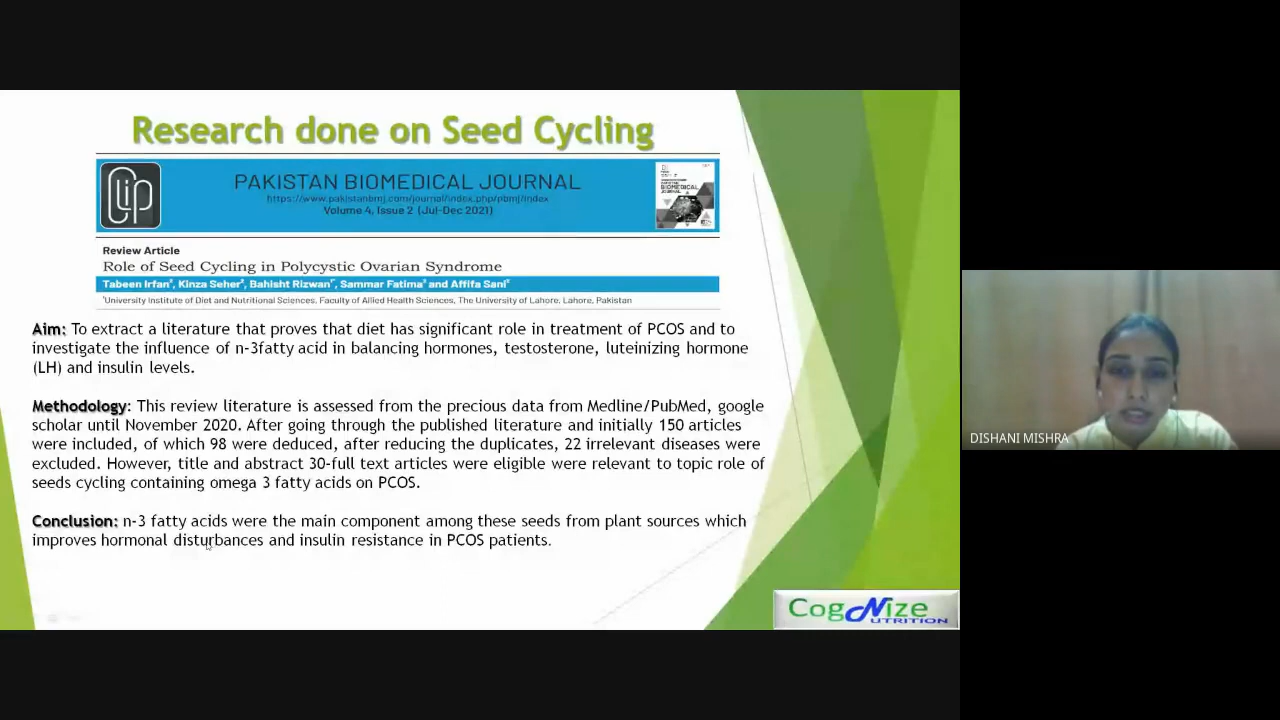 Research done on Seed Cycling
PAKISTAN BIOMEDICAL JOURNAL
https://www.pakistanbmj.com/journal/index.php/pbmj/index
Volume 4, Issue 2 (Jul-Dec 2021)
BIOMEDICAL
JOURNAL
Review Article
Role of Seed Cycling in Polycystic Ovarian Syndrome
Tabeen Irfan¹, Kinza Seher¹, Bahisht Rizwan¹*, Sammar Fatima¹ and Affifa Sani¹
¹University Institute of Diet and Nutritional Sciences, Faculty of Allied Health Sciences, The University of Lahore, Lahore, Pakistan
Aim: To extract a literature that proves that diet has significant role in treatment of PCOS and to
investigate the influence of n-3fatty acid in balancing hormones, testosterone, luteinizing hormone
(LH) and insulin levels.
Methodology: This review literature is assessed from the precious data from Medline/PubMed, google
scholar until November 2020. After going through the published literature and initially 150 articles
were included, of which 98 were deduced, after reducing the duplicates, 22 irrelevant diseases were
excluded. However, title and abstract 30-full text articles were eligible were relevant to topic role of
seeds cycling containing omega 3 fatty acids on PCOS.
Conclusion: n-3 fatty acids were the main component among these seeds from plant sources which
improves hormonal disturbances and insulin resistance in PCOS patients.
CogNize
NUTRITION
DISHANI MISHRA